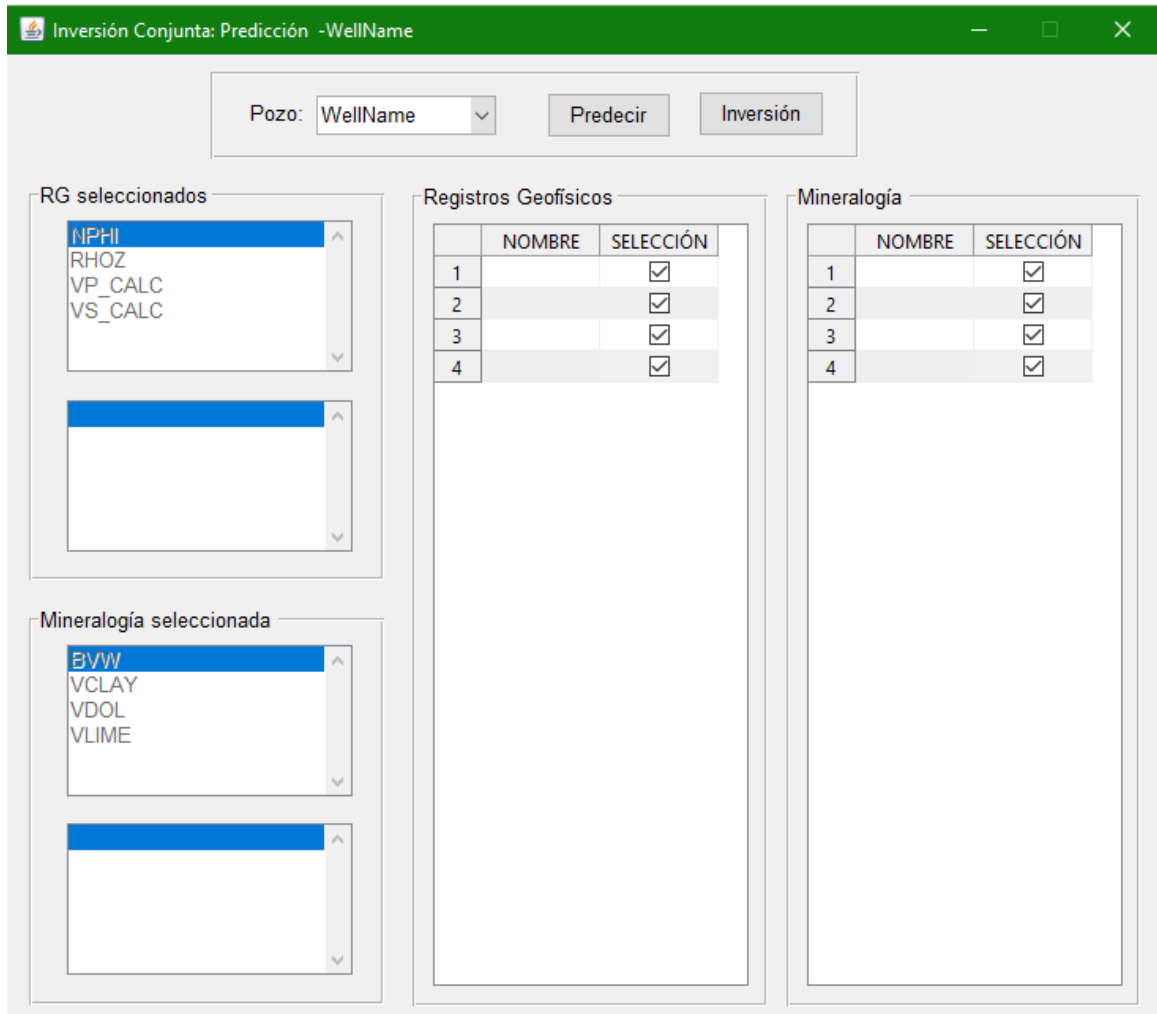 Inversión Conjunta: Predicción -WellName
Pozo: WellName Predecir Inversión
RG seleccionados
NPHI
RHOZ
VP_CALC
VS_CALC
Mineralogía seleccionada
BVW
VCLAY
VDOL
VLIME
Registros Geofísicos
NOMBRE SELECCIÓN
1
2
3
4
Mineralogía
NOMBRE SELECCIÓN
1
2
3
4